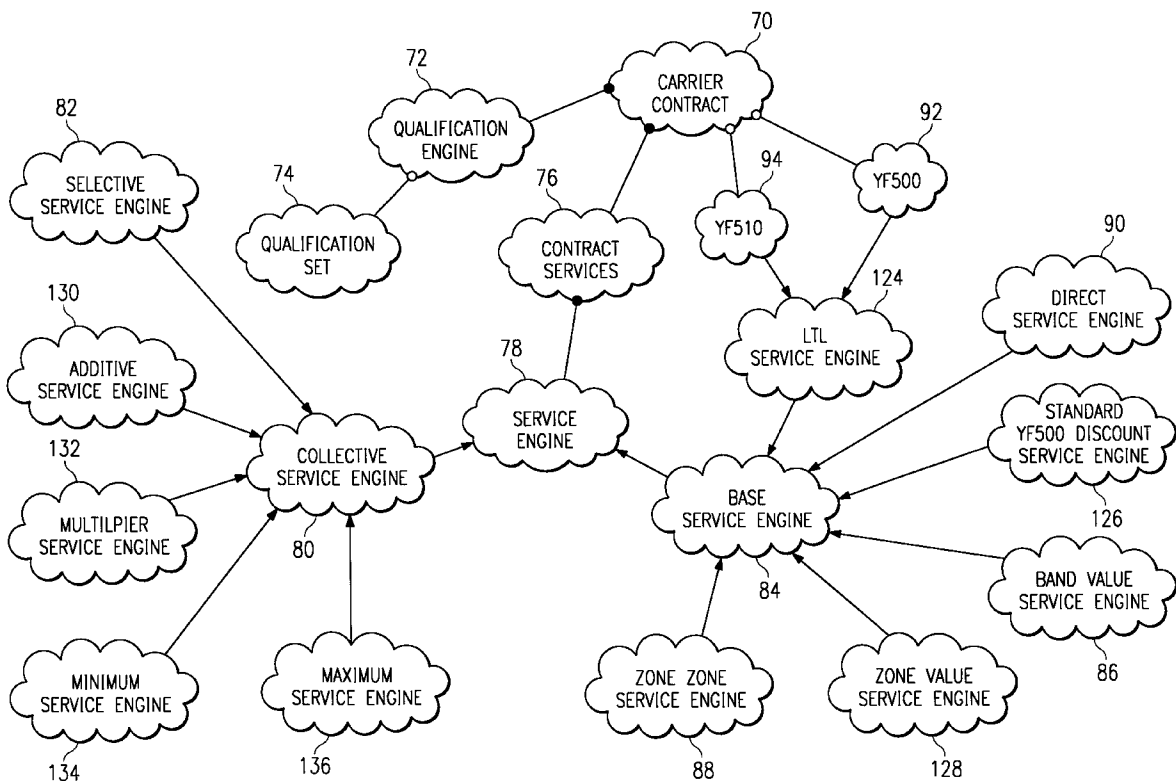 70
CARRIER
CONTRACT
72
QUALIFICATION
ENGINE
92
YF500
82
SELECTIVE
SERVICE ENGINE
74
QUALIFICATION
SET
76
CONTRACT
SERVICES
94
YF510
90
DIRECT
SERVICE ENGINE
124
LTL
SERVICE ENGINE
130
ADDITIVE
SERVICE ENGINE
78
SERVICE
ENGINE
STANDARD
YF500 DISCOUNT
SERVICE ENGINE
126
132
MULTILPIER
SERVICE ENGINE
COLLECTIVE
SERVICE ENGINE
80
BASE
SERVICE ENGINE
84
BAND VALUE
SERVICE ENGINE
86
MINIMUM
SERVICE ENGINE
134
MAXIMUM
SERVICE ENGINE
136
ZONE ZONE
SERVICE ENGINE
88
ZONE VALUE
SERVICE ENGINE
128